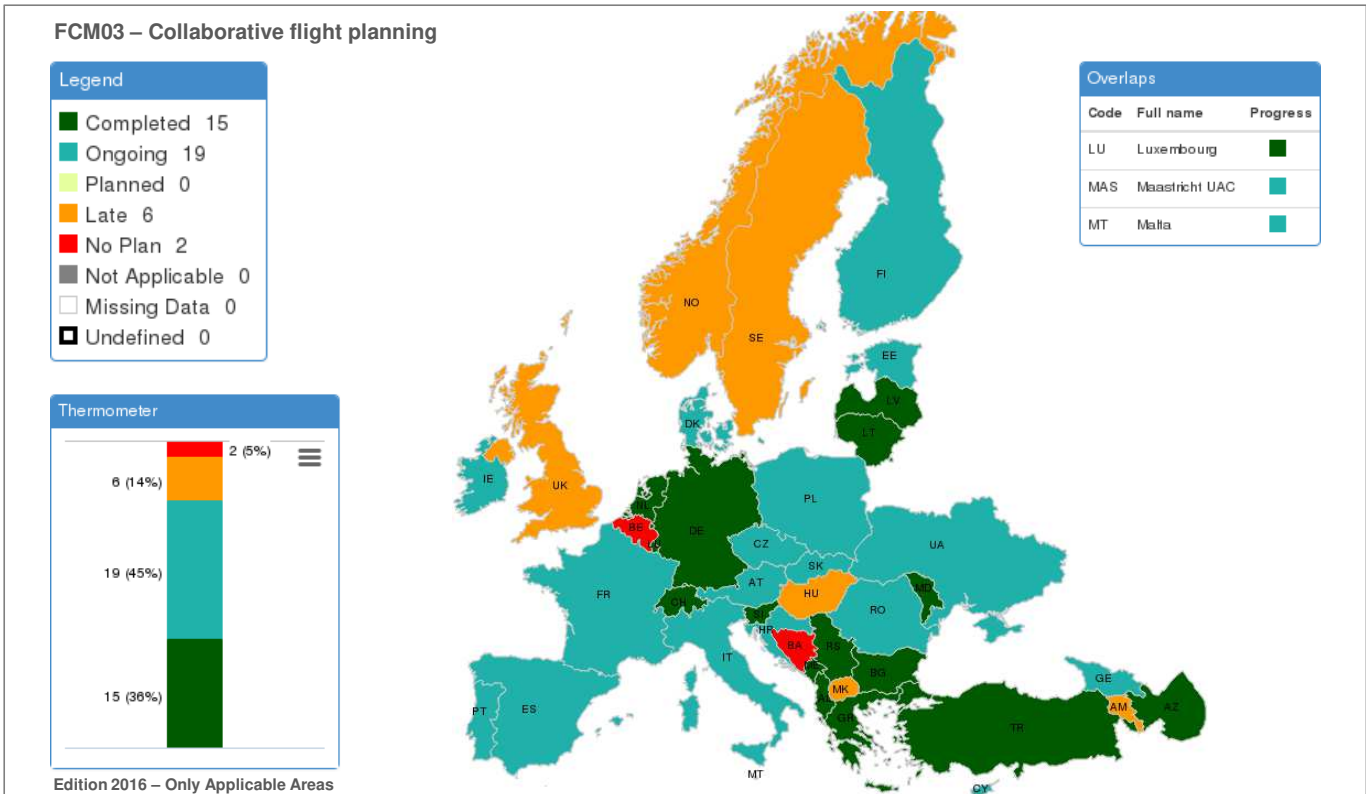 FCM03 – Collaborative flight planning
Legend
Completed 15
Ongoing 19
Planned 0
Late 6
No Plan 2
Not Applicable 0
Missing Data 0
Undefined 0
Overlaps
Code Full name Progress
LU Luxembourg
MAS Maastricht UAC
MT Malta
Thermometer
2 (5%)
6 (14%)
19 (45%)
15 (36%)
Edition 2016 – Only Applicable Areas
FI
NO
SE
EE
LV
DK
LT
IE
UK
PL
NL
BE
DE
CZ
UA
SK
AT
FR
CH
HU
MD
RO
SI
HR
BA
RS
IT
BG
GE
MK
PT
ES
AM
AZ
GR
TR
MT
CY